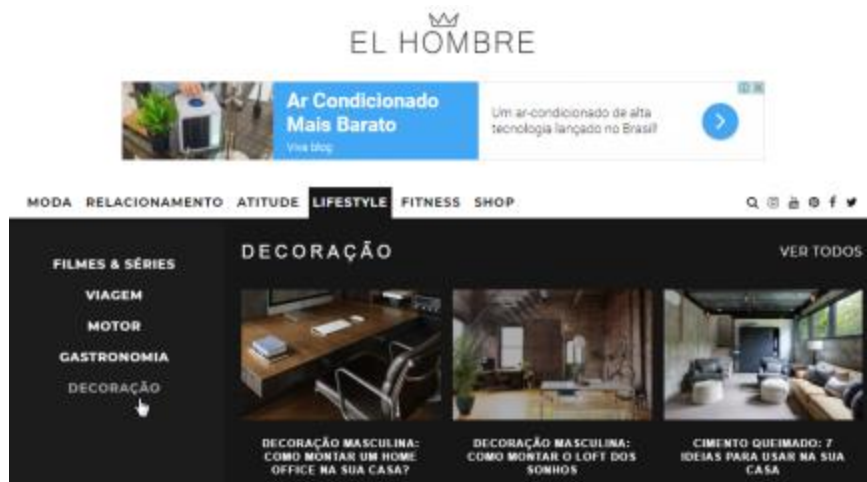 EL HOMBRE
Ar Condicionado
Mais Barato
Viva blog
Um ar-condicionado de alta
tecnologia lançado no Brasil!
MODA RELACIONAMENTO ATITUDE LIFESTYLE FITNESS SHOP
FILMES & SÉRIES
VIAGEM
MOTOR
GASTRONOMIA
DECORAÇÃO
DECORAÇÃO
VER TODOS
DECORAÇÃO MASCULINA:
COMO MONTAR UM HOME
OFFICE NA SUA CASA?
DECORAÇÃO MASCULINA:
COMO MONTAR O LOFT DOS
SONHOS
CIMENTO QUEIMADO: 7
IDEIAS PARA USAR NA SUA
CASA